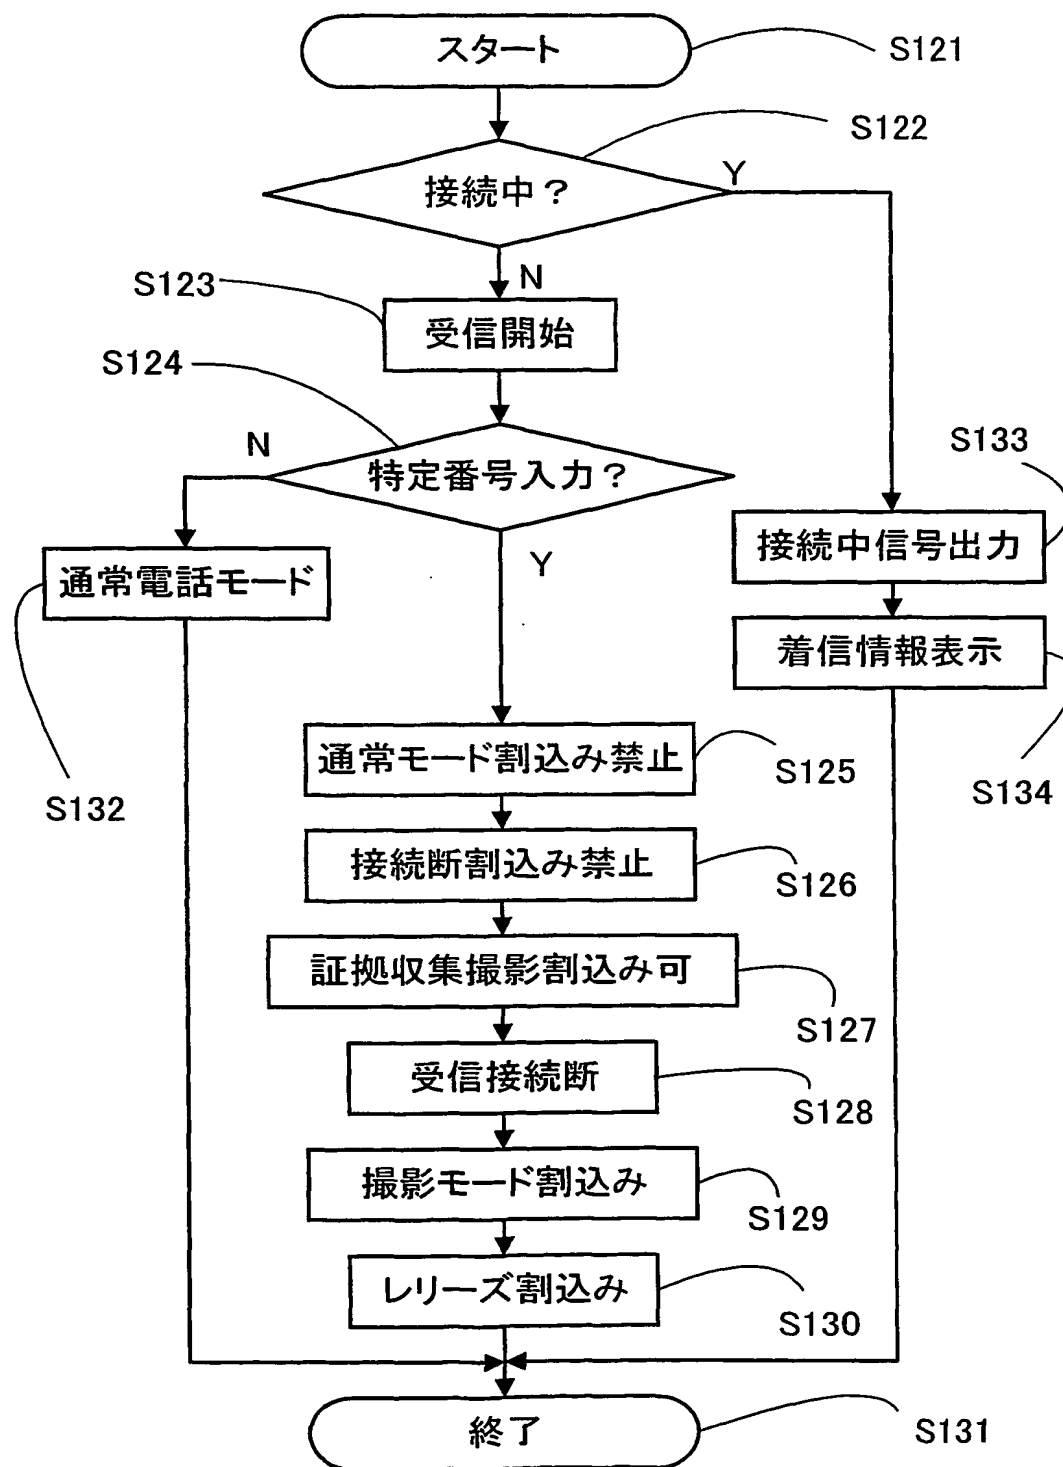 スタート
S121
S122
接続中?
Y
N
S123
受信開始
S124
N
特定番号入力?
Y
S133
接続中信号出力
通常電話モード
着信情報表示
S132
S134
通常モード割込み禁止
S125
接続断割込み禁止
S126
証拠収集撮影割込み可
S127
受信接続断
S128
撮影モード割込み
S129
レリーズ割込み
S130
終了
S131